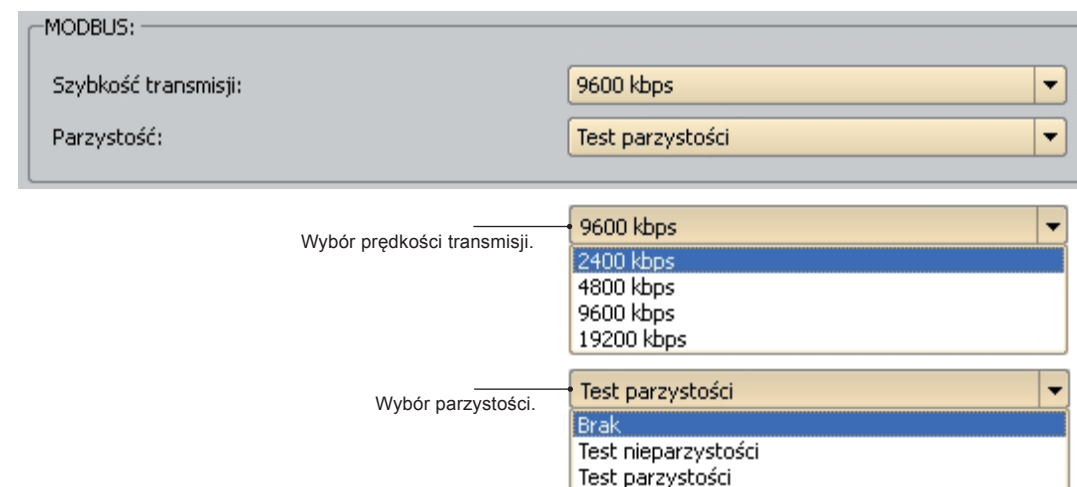 MODBUS:
Szybkość transmisji: 9600 kbps
Parzystość: Test parzystości
Wybór prędkości transmisji. 9600 kbps
2400 kbps
4800 kbps
9600 kbps
19200 kbps
Wybór parzystości. Test parzystości
Brak
Test nieparzystości
Test parzystości